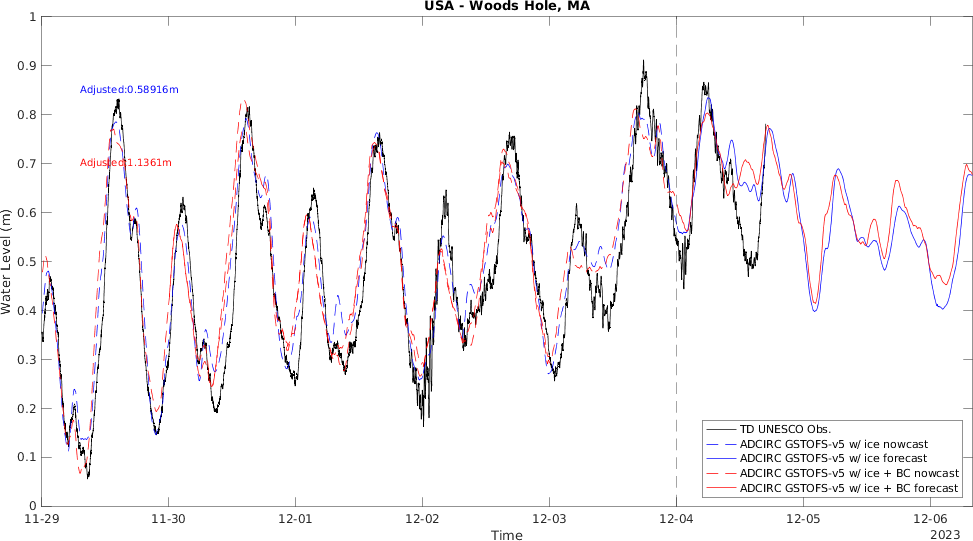 USA - Woods Hole, MA
1
0.9
0.8
0.7
0.6
0.5
0.4
0.3
0.2
0.1
0
Water Level (m)
Adjusted:0.58916m
Adjusted:1.1361m
TD UNESCO Obs.
ADCIRC GSTOFS-v5 w/ ice nowcast
ADCIRC GSTOFS-v5 w/ ice forecast
ADCIRC GSTOFS-v5 w/ ice + BC nowcast
ADCIRC GSTOFS-v5 w/ ice + BC forecast
11-29 11-30 12-01 12-02 12-03 12-04 12-05 12-06
Time
2023